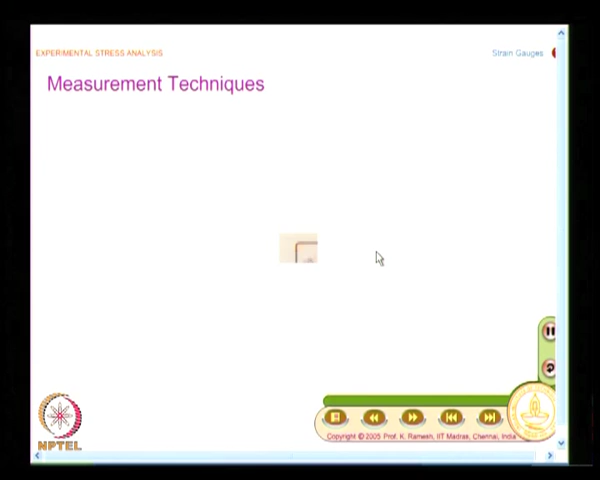 EXPERIMENTAL STRESS ANALYSIS
Strain Gauges
Measurement Techniques
NPTEL
Copyright © 2005 Prof. K. Ramesh, IIT Madras, Chennai, India